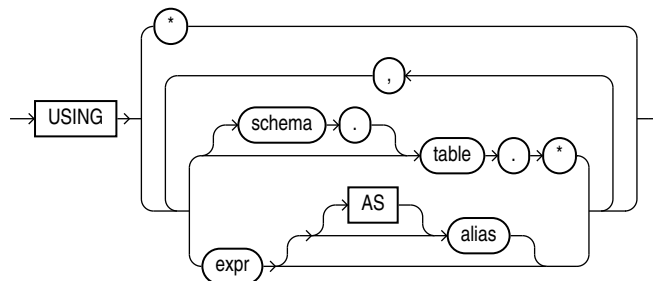 *
,
USING
schema .
table . *
AS
alias
expr